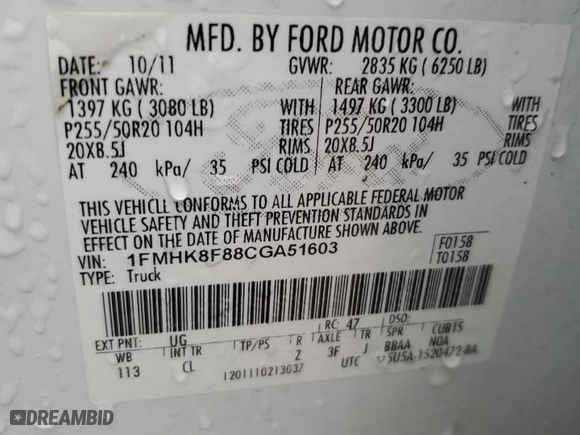 MFD. BY FORD MOTOR CO.
DATE: 10/11 GVWR: 2835 KG ( 6250 LB)
FRONT GAWR: REAR GAWR:
1397 KG ( 3080 LB) WITH 1497 KG ( 3300 LB) WITH
P255/50R20 104H TIRES P255/50R20 104H TIRES
20X8.5J RIMS 20X8.5J RIMS
AT 240 kPa/ 35 PSI COLD AT 240 kPa/ 35 PSI COLD
THIS VEHICLE CONFORMS TO ALL APPLICABLE FEDERAL MOTOR
VEHICLE SAFETY AND THEFT PREVENTION STANDARDS IN
EFFECT ON THE DATE OF MANUFACTURE SHOWN ABOVE.
VIN: 1FMHK8F88CGA51603 F0158
TYPE: Truck T0158
EXT PNT: UG RC: 47 DSO:
WB INT TR TP/PS R AXLE TR SPR CUBIS
113 CL Z 3F J BBAA NOA
1201110213037 UTC 5U5A-1520472-BA
DREAMBID